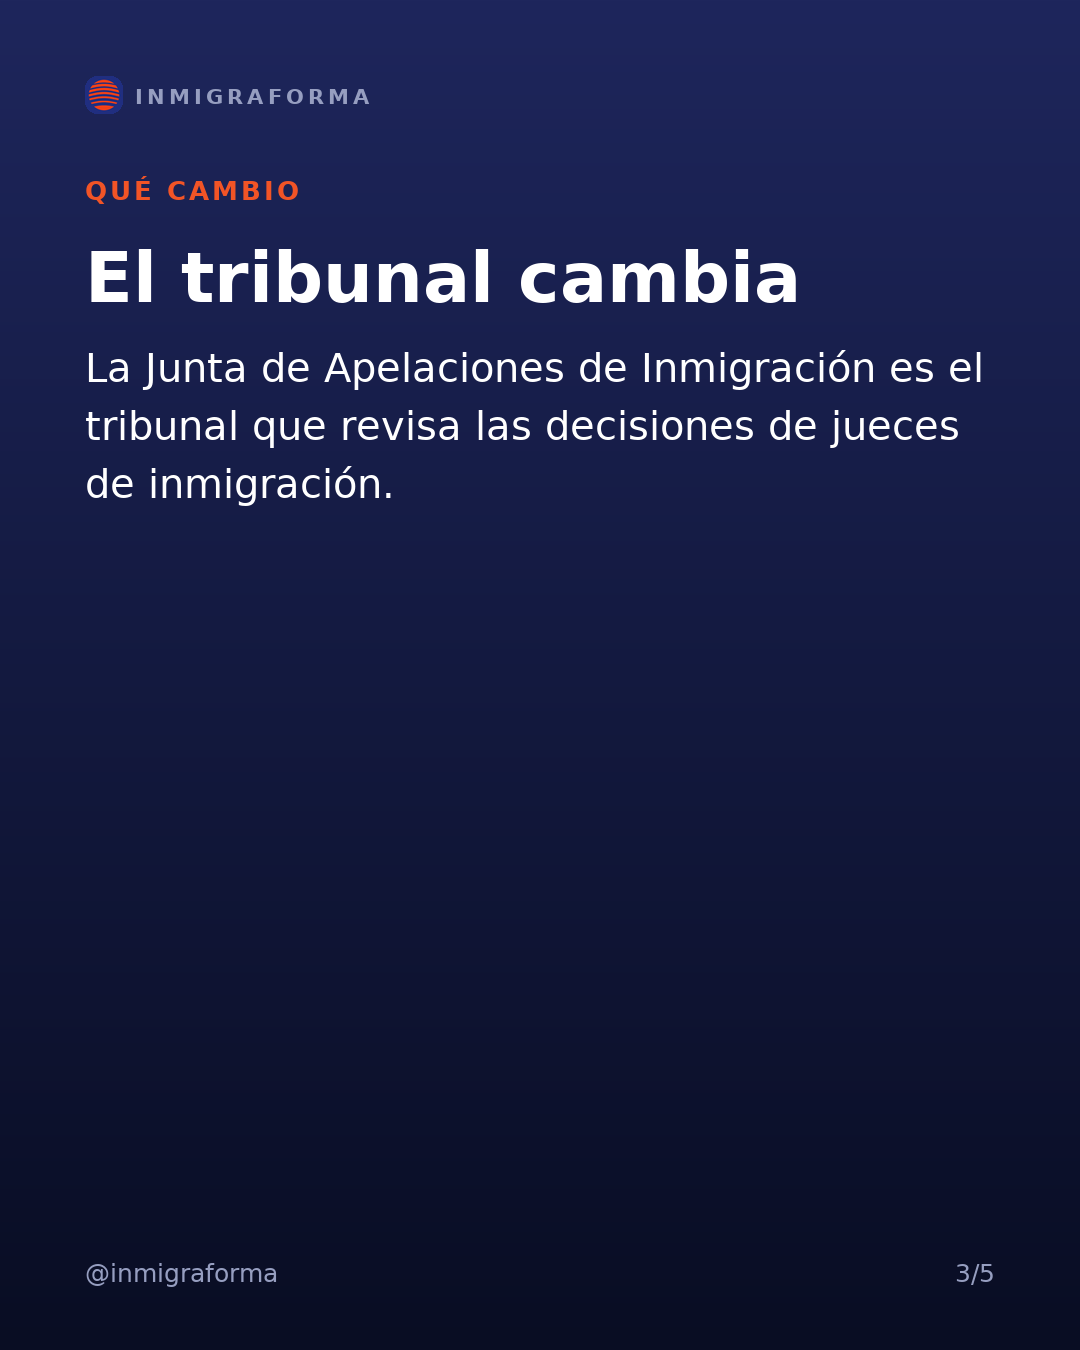 INMIGRAFORMA
QUÉ CAMBIO
El tribunal cambia
La Junta de Apelaciones de Inmigración es el
tribunal que revisa las decisiones de jueces
de inmigración.
@inmigraforma
3/5